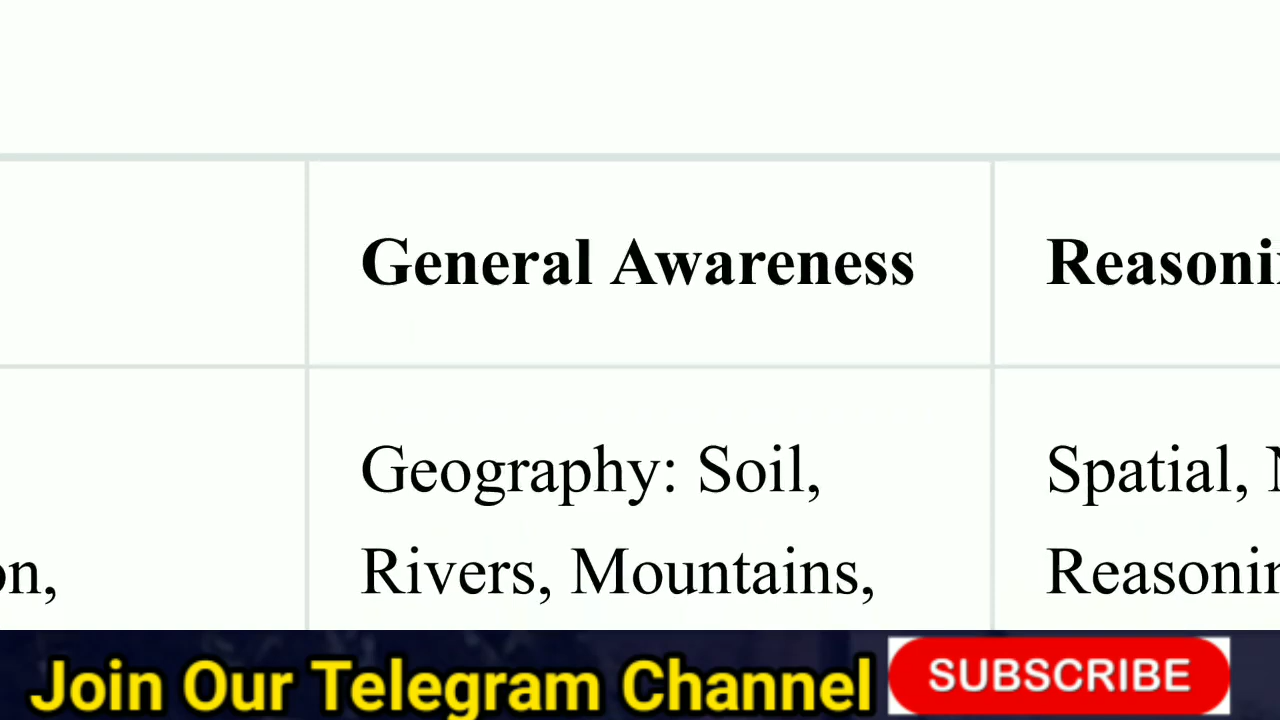 General Awareness
Geography: Soil,
Spatial,
on,
Rivers, Mountains,
Join Our Telegram Channel
SUBSCRIBE